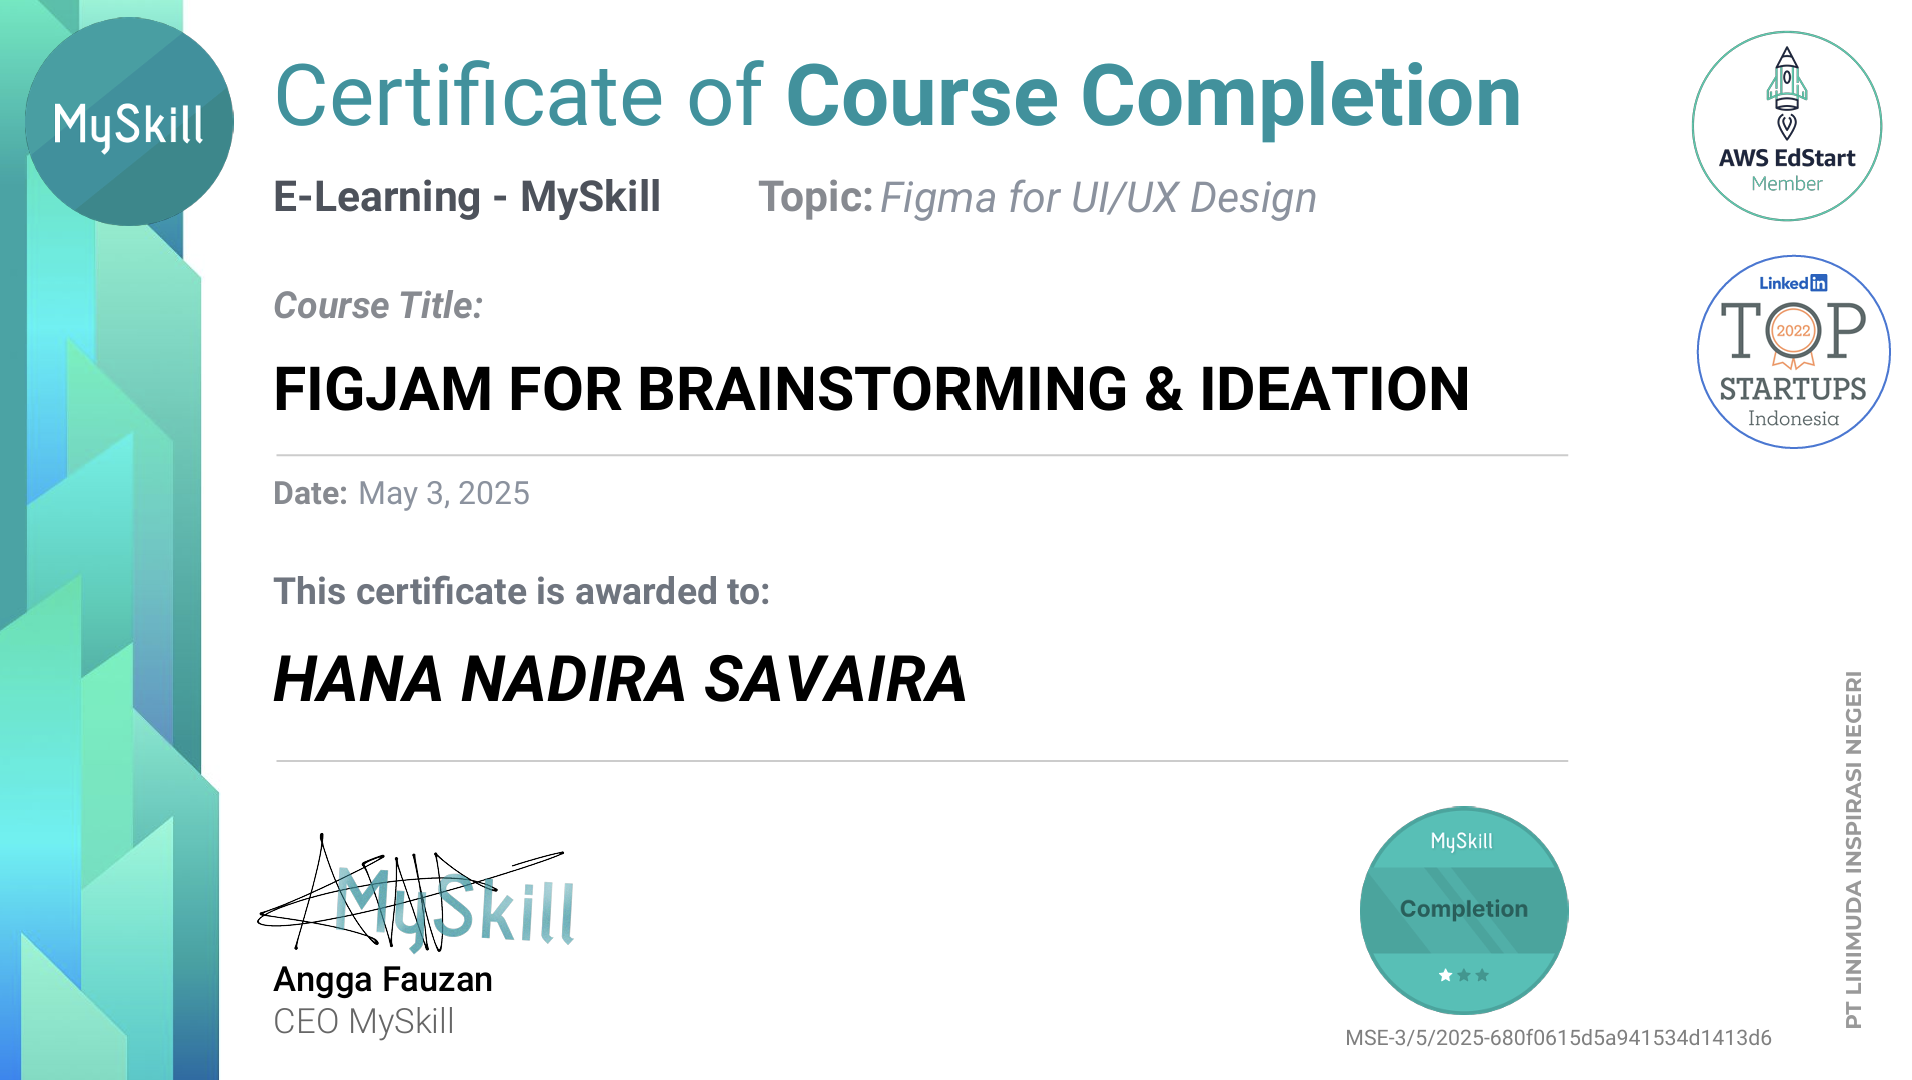 MySkill
Certificate of Course Completion
E-Learning - MySkill
Topic: Figma for UI/UX Design
AWS EdStart
Member
Course Title:
LinkedIn
TOP
2022
STARTUPS
Indonesia
FIGJAM FOR BRAINSTORMING & IDEATION
Date: May 3, 2025
This certificate is awarded to:
HANA NADIRA SAVAIRA
MySkill
Angga Fauzan
CEO MySkill
MySkill
Completion
MSE-3/5/2025-680f0615d5a941534d1413d6
PT LINIMUDA INSPIRASI NEGERI